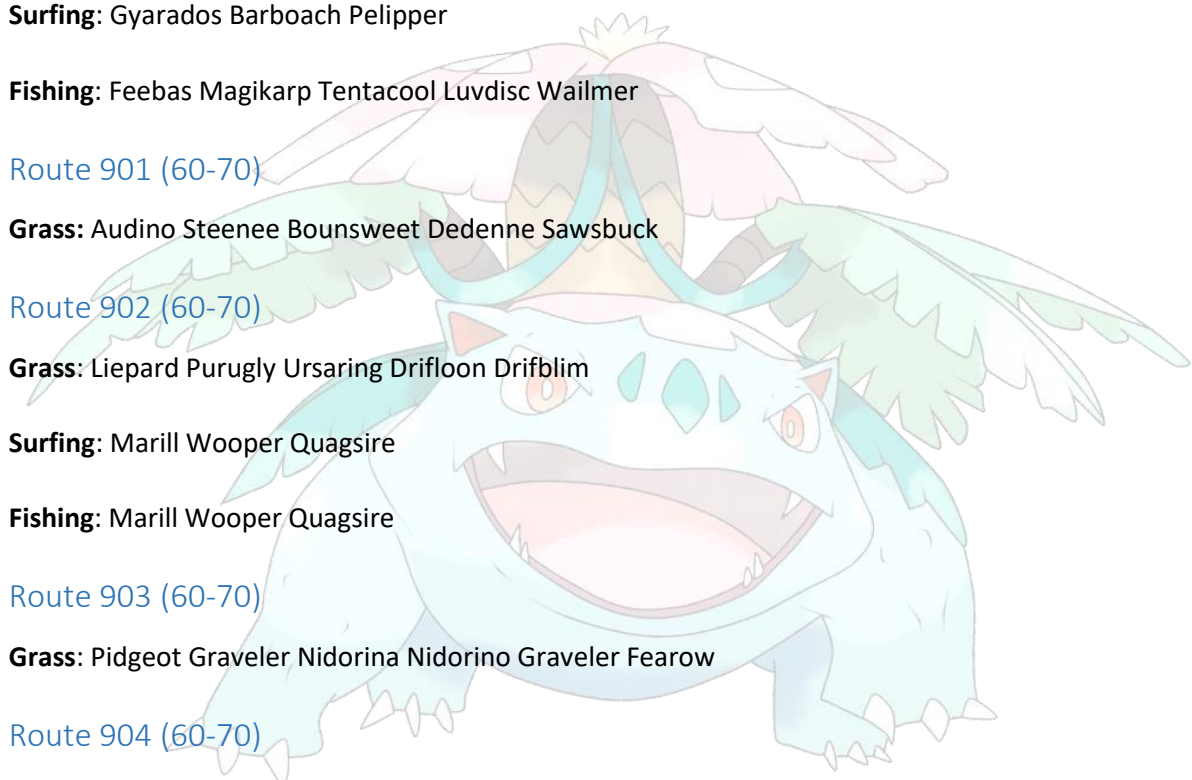 Surfing: Gyarados Barboach Pelipper
Fishing: Feebas Magikarp Tentacool Luvdisc Wailmer
Route 901 (60-70)
Grass: Audino Steenee Bounsweet Dedenne Sawsbuck
Route 902 (60-70)
Grass: Liepard Purugly Ursaring Drifloon Drifblim
Surfing: Marill Wooper Quagsire
Fishing: Marill Wooper Quagsire
Route 903 (60-70)
Grass: Pidgeot Graveler Nidorina Nidorino Graveler Fearow
Route 904 (60-70)